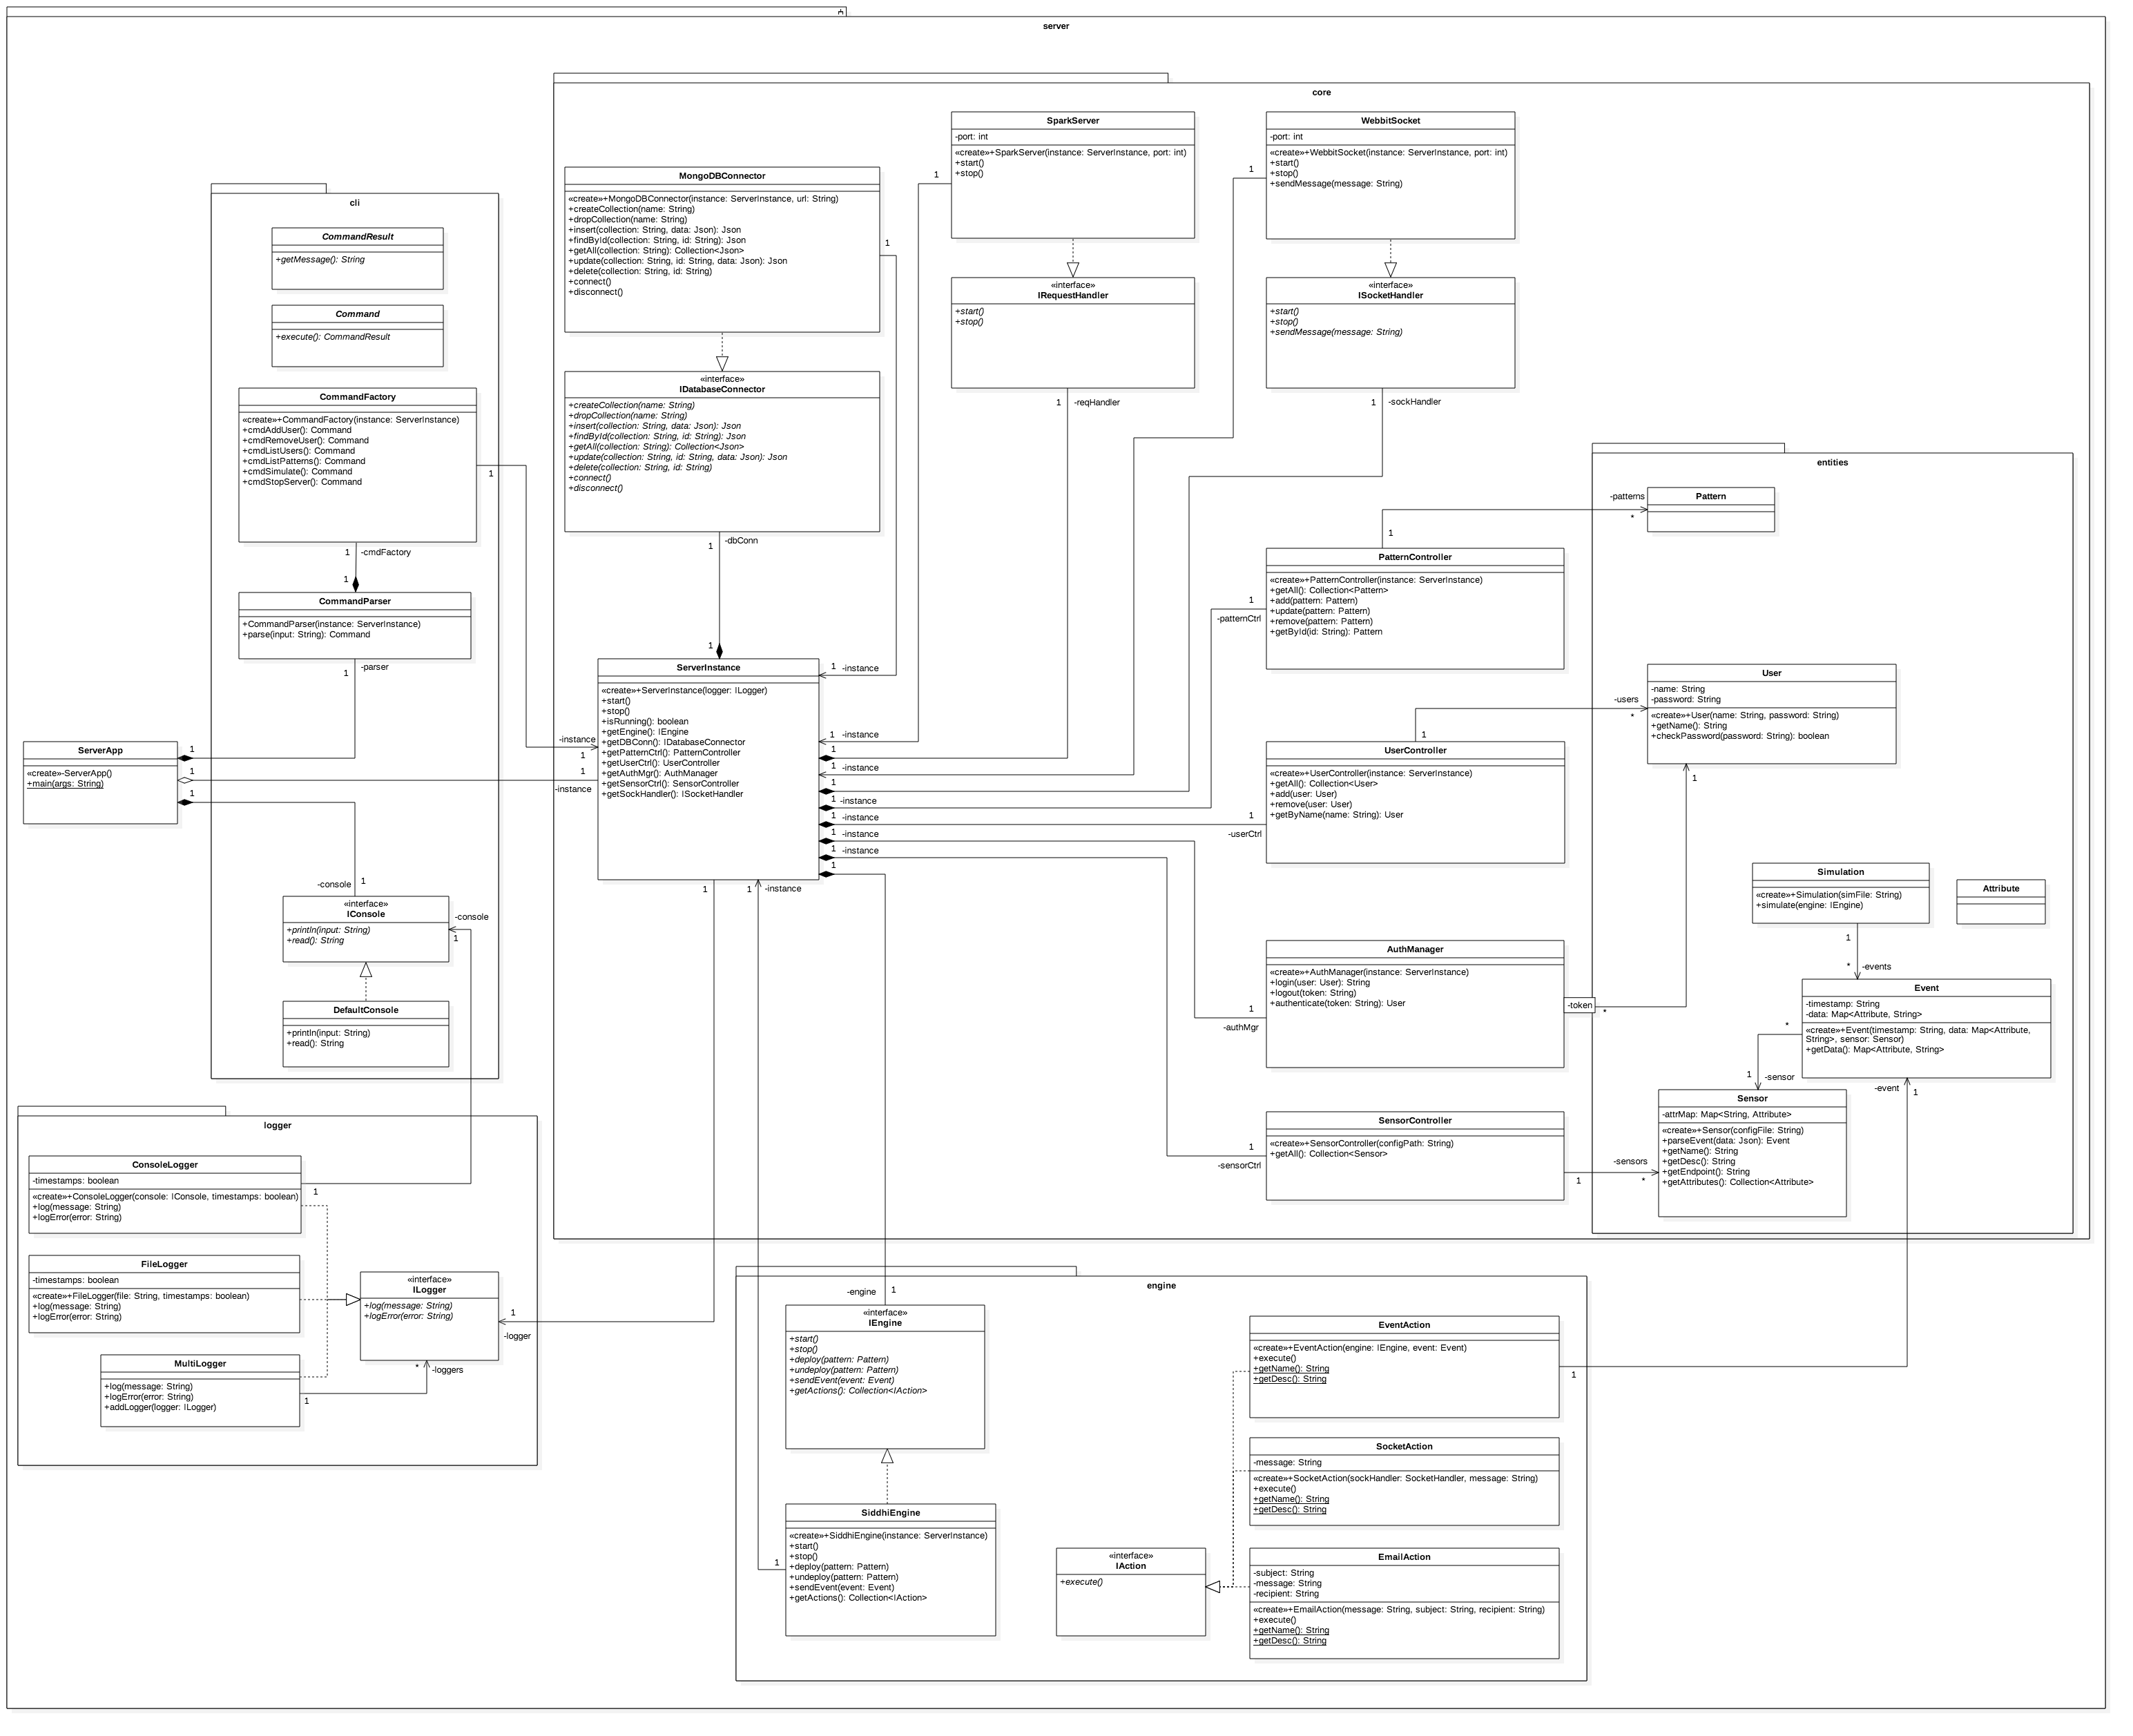 server
core
SparkServer
-port: int
«create»+SparkServer(instance: ServerInstance, port: int)
+start()
+stop()
1
WebbitSocket
-port: int
«create»+WebbitSocket(instance: ServerInstance, port: int)
+start()
+stop()
+sendMessage(message: String)
1
MongoDBConnector
«create»+MongoDBConnector(instance: ServerInstance, url: String)
+createCollection(name: String)
+dropCollection(name: String)
+insert(collection: String, data: Json): Json
+findById(collection: String, id: String): Json
+getAll(collection: String): Collection<Json>
+update(collection: String, id: String, data: Json): Json
+delete(collection: String, id: String)
+connect()
+disconnect()
1
cli
CommandResult
+getMessage(): String
Command
+execute(): CommandResult
«interface»
IRequestHandler
+start()
+stop()
1
-reqHandler
«interface»
ISocketHandler
+start()
+stop()
+sendMessage(message: String)
1
-sockHandler
«interface»
IDatabaseConnector
+createCollection(name: String)
+dropCollection(name: String)
+insert(collection: String, data: Json): Json
+findById(collection: String, id: String): Json
+getAll(collection: String): Collection<Json>
+update(collection: String, id: String, data: Json): Json
+delete(collection: String, id: String)
+connect()
+disconnect()
1
-dbConn
1
CommandFactory
«create»+CommandFactory(instance: ServerInstance)
+cmdAddUser(): Command
+cmdRemoveUser(): Command
+cmdListUsers(): Command
+cmdListPatterns(): Command
+cmdSimulate(): Command
+cmdStopServer(): Command
1
1
-cmdFactory
1
CommandParser
+CommandParser(instance: ServerInstance)
+parse(input: String): Command
-parser
1
entities
Pattern
-patterns
*
1
PatternController
«create»+PatternController(instance: ServerInstance)
+getAll(): Collection<Pattern>
+add(pattern: Pattern)
+update(pattern: Pattern)
+remove(pattern: Pattern)
+getById(id: String): Pattern
1
-patternCtrl
User
-name: String
-password: String
«create»+User(name: String, password: String)
+getName(): String
+checkPassword(password: String): boolean
-users
*
1
1
ServerInstance
«create»+ServerInstance(logger: ILogger)
+start()
+stop()
+isRunning(): boolean
+getEngine(): IEngine
+getDBConn(): IDatabaseConnector
+getPatternCtrl(): PatternController
+getUserCtrl(): UserController
+getAuthMgr(): AuthManager
+getSensorCtrl(): SensorController
+getSockHandler(): ISocketHandler
1 -instance
1 -instance
1
1 -instance
1
1 -instance
1 -instance
1 -instance
1 -instance
1
-instance
1
1
-instance
1
1 -instance
ServerApp
«create»-ServerApp()
+main(args: String)
1
1
1
UserController
«create»+UserController(instance: ServerInstance)
+getAll(): Collection<User>
+add(user: User)
+remove(user: User)
+getByName(name: String): User
1
-userCtrl
Simulation
«create»+Simulation(simFile: String)
+simulate(engine: IEngine)
1
* -events
Attribute
-console 1
«interface»
IConsole
+println(input: String)
+read(): String
-console
1
DefaultConsole
+println(input: String)
+read(): String
AuthManager
«create»+AuthManager(instance: ServerInstance)
+login(user: User): String
+logout(token: String)
+authenticate(token: String): User
1
-authMgr
-token
*
Event
-timestamp: String
-data: Map<Attribute, String>
«create»+Event(timestamp: String, data: Map<Attribute,
String>, sensor: Sensor)
+getData(): Map<Attribute, String>
*
1 -sensor
-event
1
Sensor
-attrMap: Map<String, Attribute>
«create»+Sensor(configFile: String)
+parseEvent(data: Json): Event
+getName(): String
+getDesc(): String
+getEndpoint(): String
+getAttributes(): Collection<Attribute>
SensorController
«create»+SensorController(configPath: String)
+getAll(): Collection<Sensor>
1
-sensorCtrl
-sensors
1
*
logger
ConsoleLogger
-timestamps: boolean
«create»+ConsoleLogger(console: IConsole, timestamps: boolean)
+log(message: String)
+logError(error: String)
1
FileLogger
-timestamps: boolean
«create»+FileLogger(file: String, timestamps: boolean)
+log(message: String)
+logError(error: String)
«interface»
ILogger
+log(message: String)
+logError(error: String)
1
-logger
MultiLogger
+log(message: String)
+logError(error: String)
+addLogger(logger: ILogger)
* -loggers
1
engine
-engine 1
«interface»
IEngine
+start()
+stop()
+deploy(pattern: Pattern)
+undeploy(pattern: Pattern)
+sendEvent(event: Event)
+getActions(): Collection<IAction>
EventAction
«create»+EventAction(engine: IEngine, event: Event)
+execute()
+getName(): String
+getDesc(): String
1
SocketAction
-message: String
«create»+SocketAction(sockHandler: SocketHandler, message: String)
+execute()
+getName(): String
+getDesc(): String
SiddhiEngine
«create»+SiddhiEngine(instance: ServerInstance)
+start()
+stop()
+deploy(pattern: Pattern)
+undeploy(pattern: Pattern)
+sendEvent(event: Event)
+getActions(): Collection<IAction>
1
«interface»
IAction
+execute()
EmailAction
-subject: String
-message: String
-recipient: String
«create»+EmailAction(message: String, subject: String, recipient: String)
+execute()
+getName(): String
+getDesc(): String